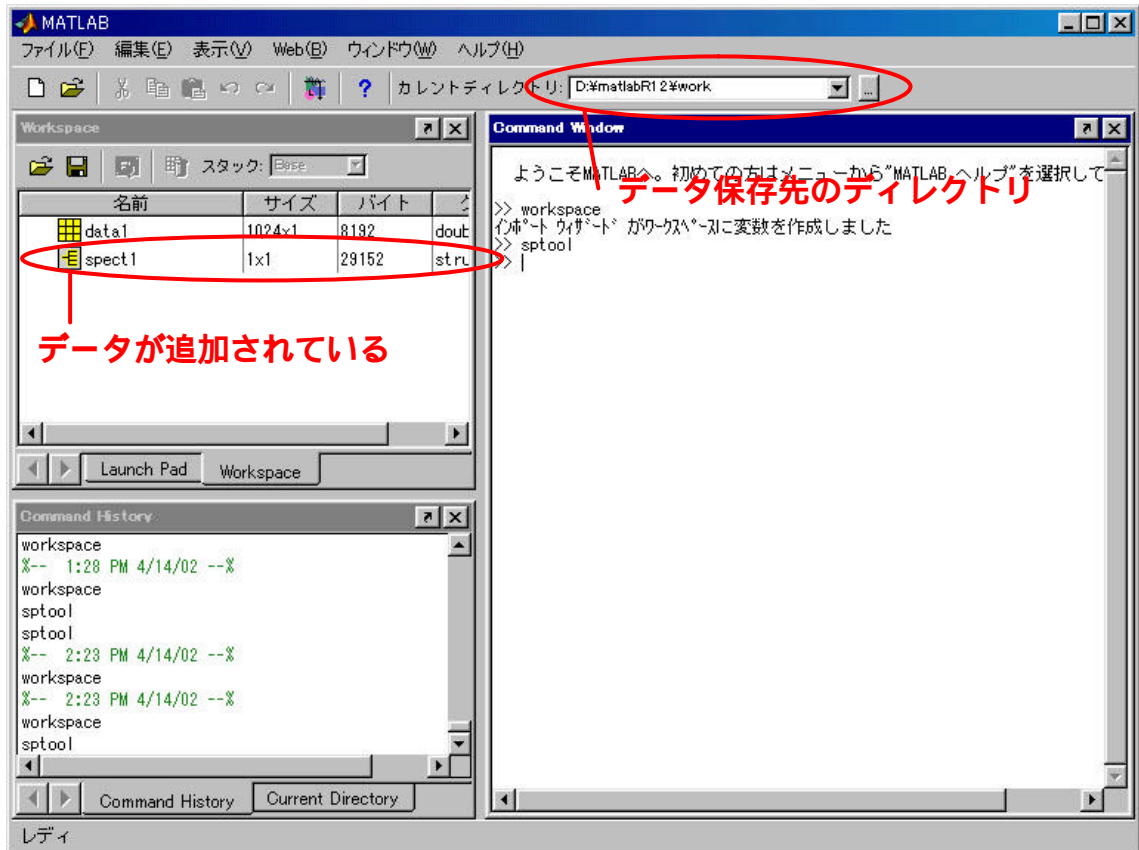 MATLAB
ファイル(F) 編集(E) 表示(V) Web(B) ウィンドウ(W) ヘルプ(H)
カレントディレクトリ: D:¥matlabR12¥work ...
Workspace
スタック: Base
名前 サイズ バイト ク
data1 1024x1 8192 doub
spect1 1x1 29152 stru
データが追加されている
Launch Pad Workspace
Command History
workspace
%-- 1:28 PM 4/14/02 --%
workspace
sptool
sptool
%-- 2:23 PM 4/14/02 --%
workspace
%-- 2:23 PM 4/14/02 --%
workspace
sptool
Command History Current Directory
Command Window
ようこそMATLABへ。初めての方はメニューから"MATLAB ヘルプ"を選択して
データ保存先のディレクトリ
>> workspace
インポート ウィザード がワークスペースに変数を作成しました
>> sptool
>>
レディ